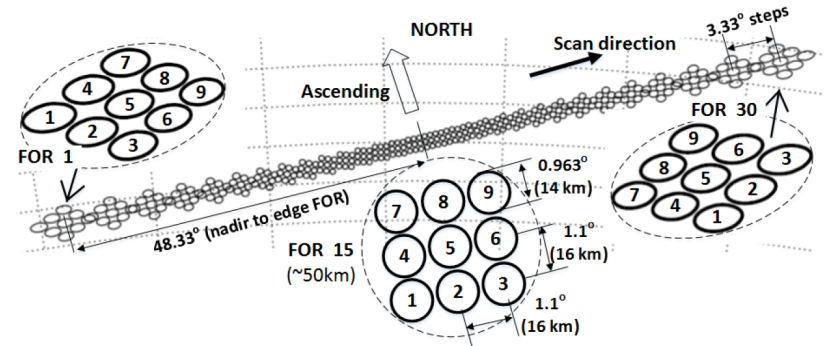 NORTH
3.33° steps
Scan direction
Ascending
7
4 8
1 5 9
2 6
3
FOR 1
FOR 30
9
8 6
7 5 3
4 2
1
48.33° (nadir to edge FOR)
FOR 15
(~50km)
7 8 9
4 5 6
1 2 3
0.963°
(14 km)
1.1°
(16 km)
1.1°
(16 km)